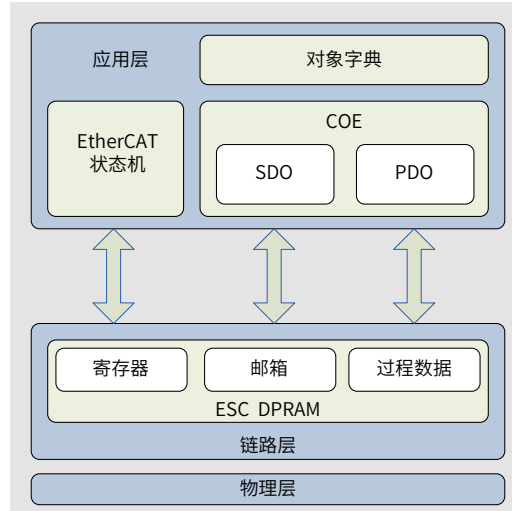 应用层
对象字典
EtherCAT
状态机
COE
SDO
PDO
寄存器
邮箱
过程数据
ESC DPRAM
链路层
物理层